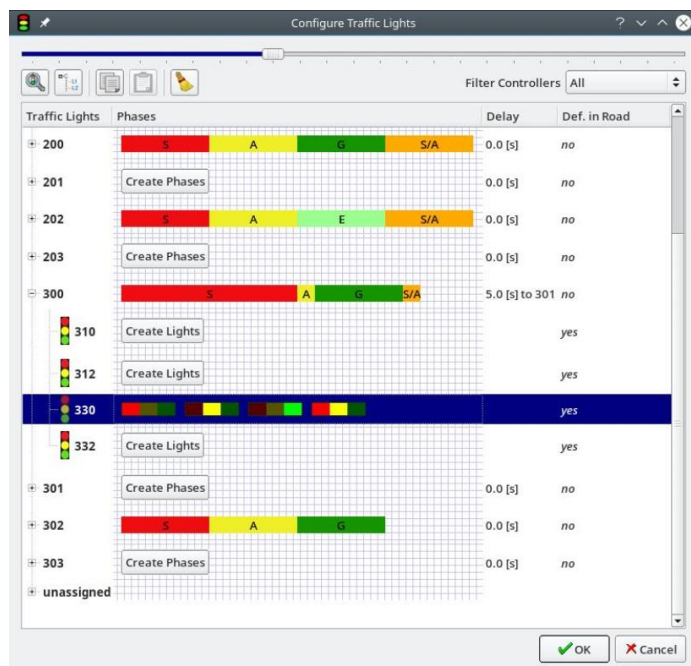 Configure Traffic Lights
Filter Controllers All
Traffic Lights Phases Delay Def. in Road
200 S A G S/A 0.0 [s] no
201 Create Phases 0.0 [s] no
202 S A E S/A 0.0 [s] no
203 Create Phases 0.0 [s] no
300 S A G S/A 5.0 [s] to 301 no
310 Create Lights yes
312 Create Lights yes
330 yes
332 Create Lights yes
301 Create Phases 0.0 [s] no
302 S A G 0.0 [s] no
303 Create Phases 0.0 [s] no
unassigned
OK Cancel